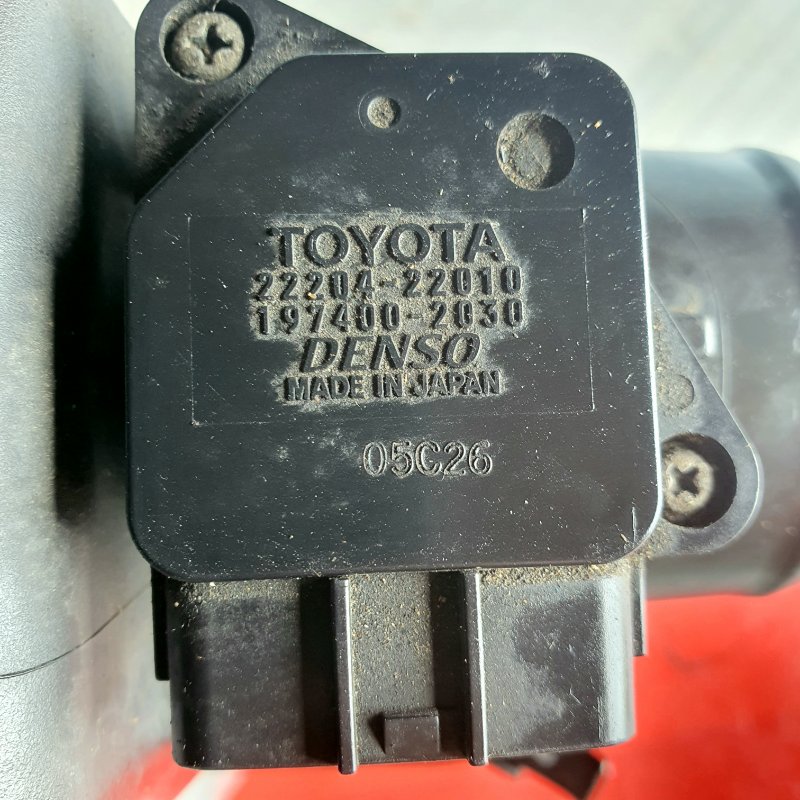 TOYOTA
22204-22010
197400-2030
DENSO
MADE IN JAPAN
05C26